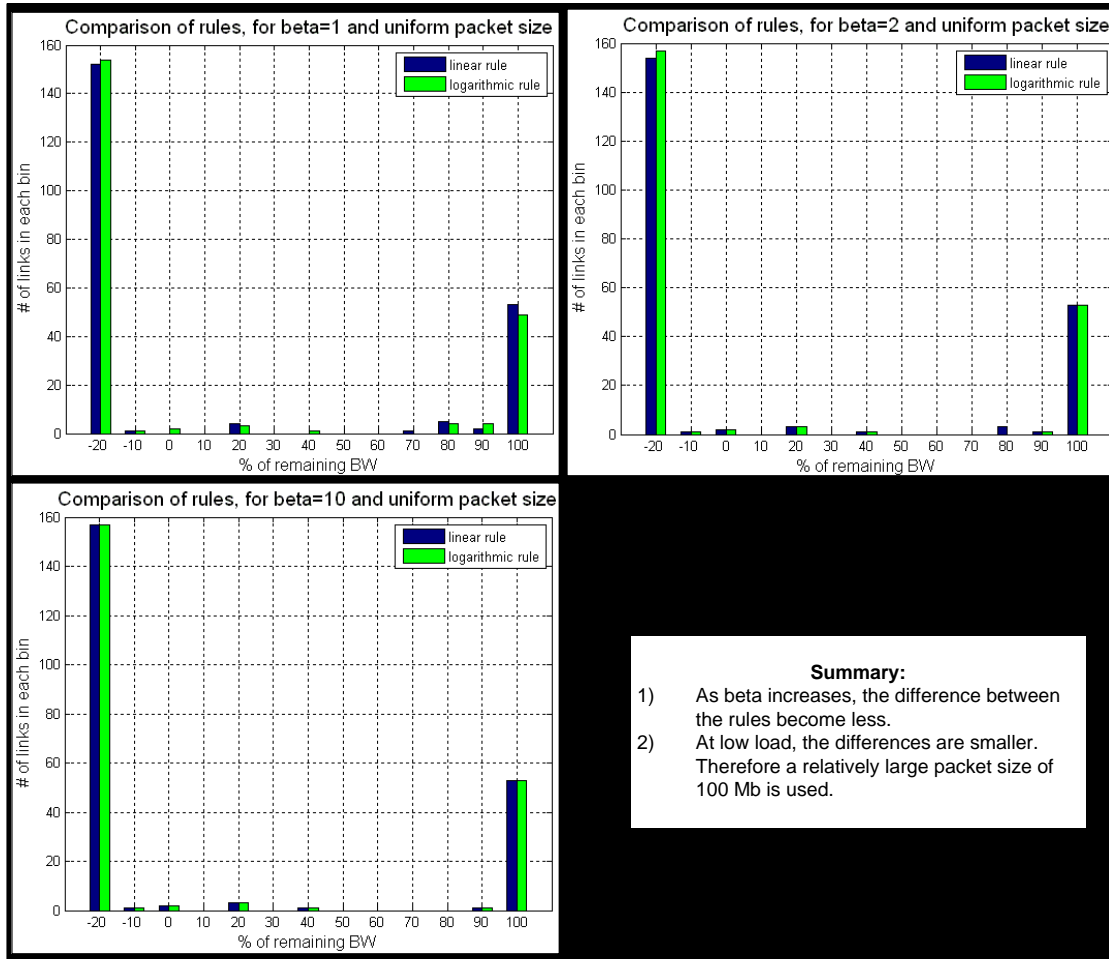 Comparison of rules, for beta=1 and uniform packet size
160
140
120
100
80
60
40
20
0
# of links in each bin
linear rule
logarithmic rule
-20 -10 0 20 40 50 60 70 80 90 100
% of remaining BW
Comparison of rules, for beta=2 and uniform packet size
160
140
120
100
80
60
40
20
0
# of links in each bin
linear rule
logarithmic rule
-20 -10 0 10 20 30 40 50 60 70 80 90 100
% of remaining BW
Comparison of rules, for beta=10 and uniform packet size
160
140
120
100
80
60
40
20
0
# of links in each bin
linear rule
logarithmic rule
-20 -10 0 10 20 30 40 50 60 70 80 90 100
% of remaining BW
Summary:
1) As beta increases, the difference between
the rules become less.
2) At low load, the differences are smaller.
Therefore a relatively large packet size of
100 Mb is used.